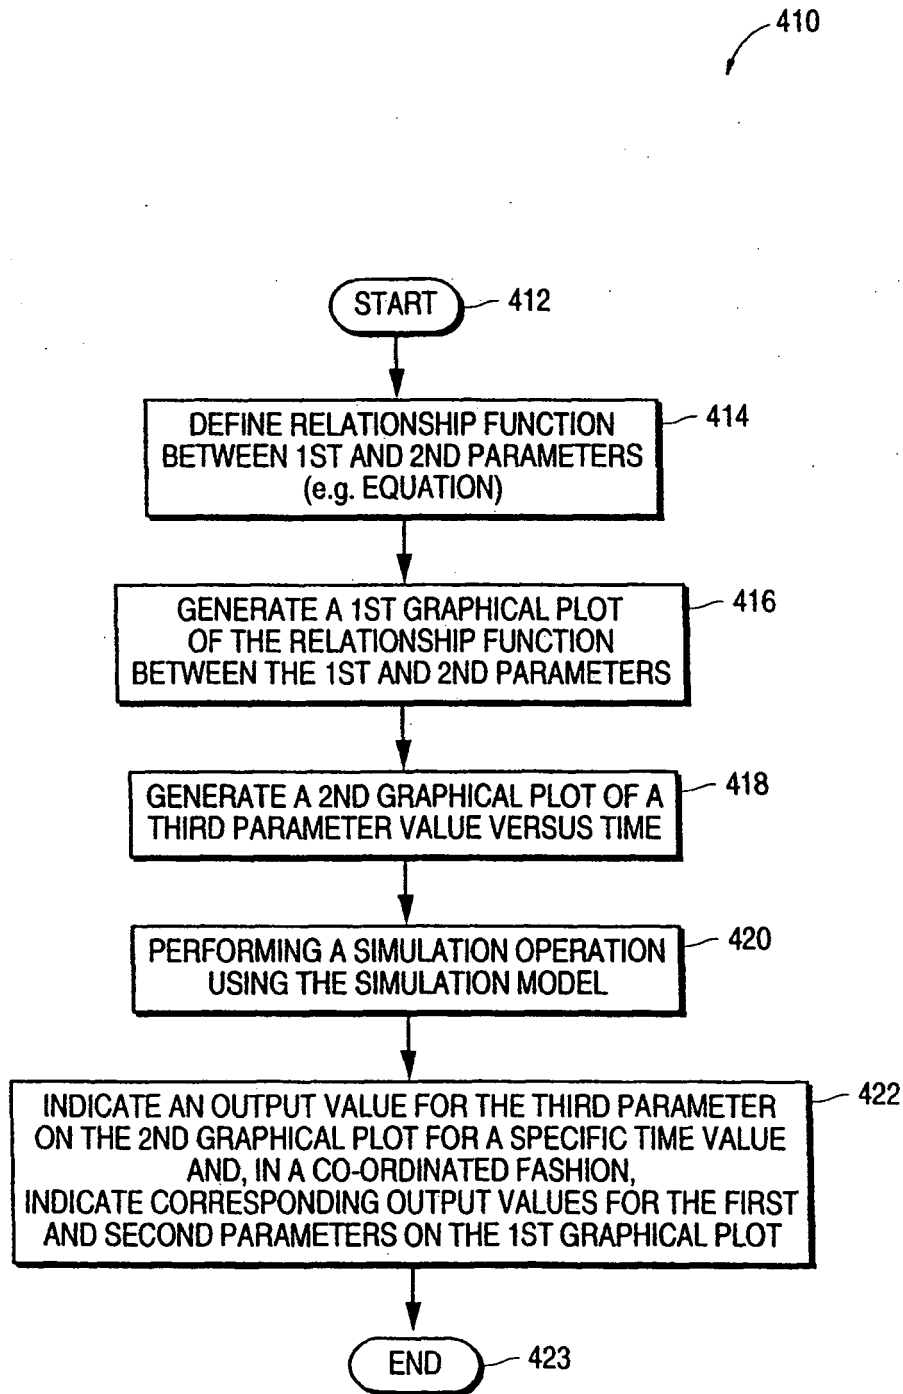 410
START
412
DEFINE RELATIONSHIP FUNCTION
BETWEEN 1ST AND 2ND PARAMETERS
(e.g. EQUATION)
414
GENERATE A 1ST GRAPHICAL PLOT
OF THE RELATIONSHIP FUNCTION
BETWEEN THE 1ST AND 2ND PARAMETERS
416
GENERATE A 2ND GRAPHICAL PLOT OF A
THIRD PARAMETER VALUE VERSUS TIME
418
PERFORMING A SIMULATION OPERATION
USING THE SIMULATION MODEL
420
INDICATE AN OUTPUT VALUE FOR THE THIRD PARAMETER
ON THE 2ND GRAPHICAL PLOT FOR A SPECIFIC TIME VALUE
AND, IN A CO-ORDINATED FASHION,
INDICATE CORRESPONDING OUTPUT VALUES FOR THE FIRST
AND SECOND PARAMETERS ON THE 1ST GRAPHICAL PLOT
422
END
423